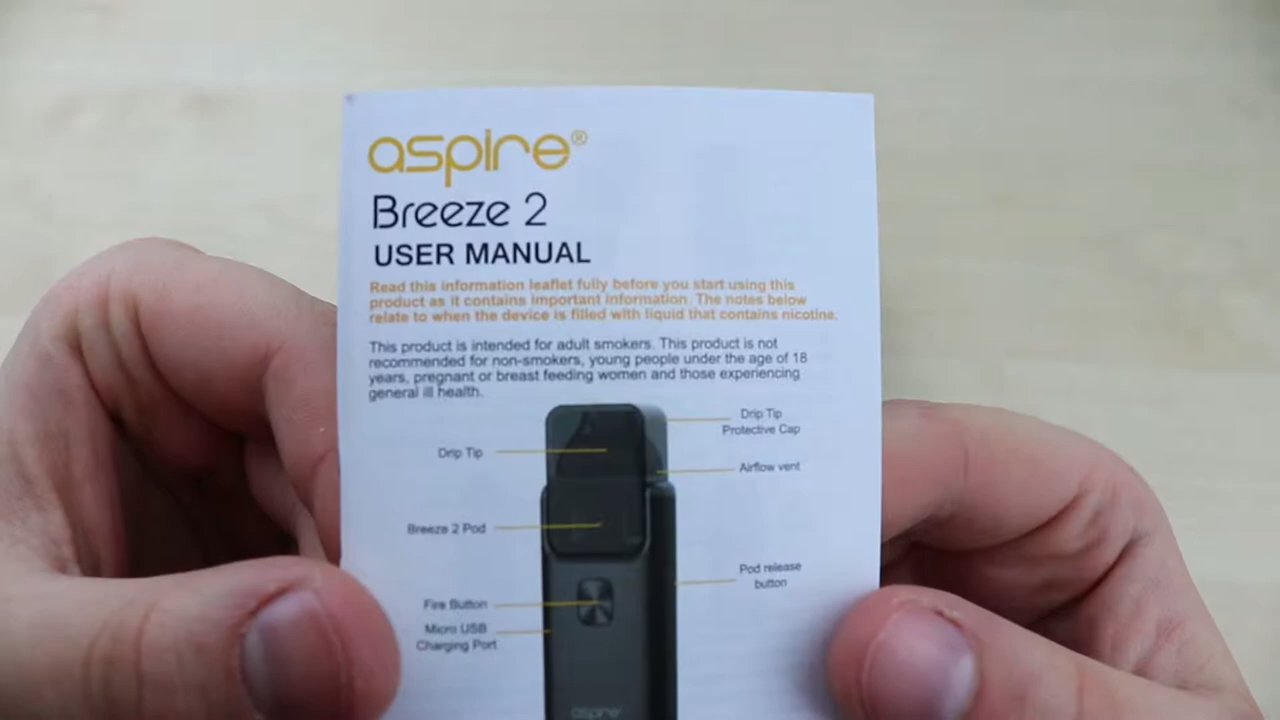 aspire®
Breeze 2
USER MANUAL
Read this information leaflet fully before you start using this
product as it contains important information. The notes below
relate to when the device is filled with liquid that contains nicotine.
This product is intended for adult smokers. This product is not
recommended for non-smokers, young people under the age of 18
years, pregnant or breast feeding women and those experiencing
general ill health.
Drip Tip
Protective Cap
Drip Tip
Airflow vent
Breeze 2 Pod
Pod release
button
Fire Button
Micro USB
Charging Port
aspire